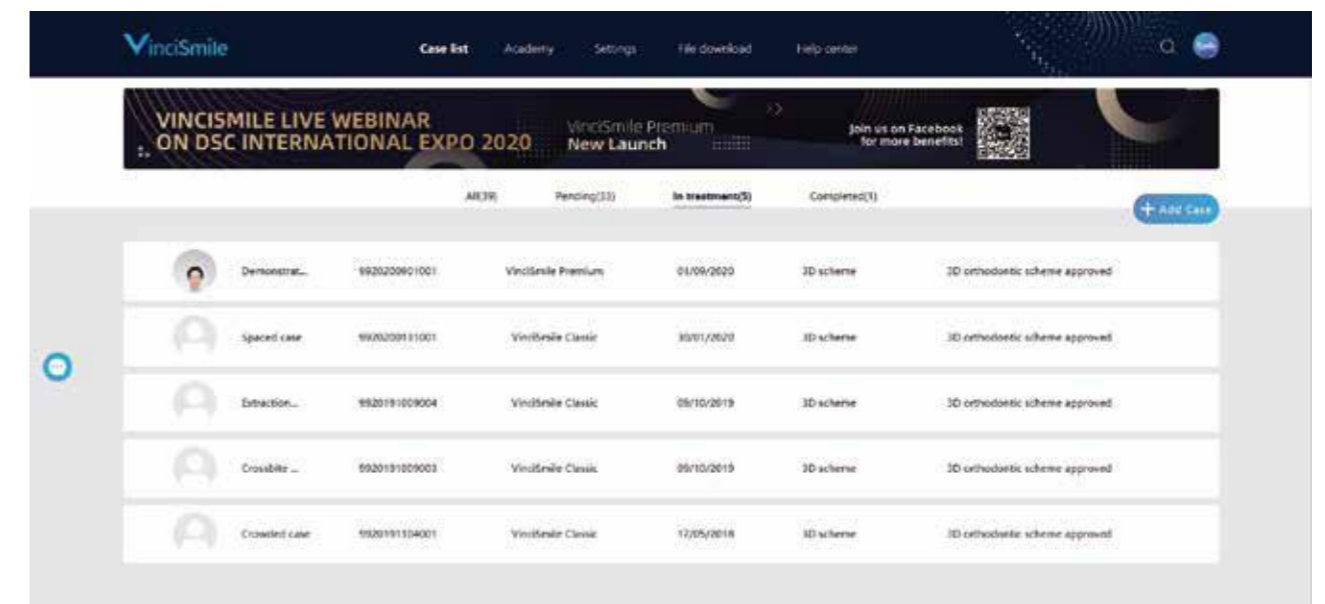 VinciSmile
Case list Academy Settings File download Help center
VINCISMILE LIVE WEBINAR
ON DSC INTERNATIONAL EXPO 2020
VinciSmile Premium
New Launch
Join us on Facebook
for more benefits!
All(39) Pending(33) In treatment(5) Completed(1)
+ Add Case
Demonstrat... 9920200901001 VinciSmile Premium 01/09/2020 3D scheme 3D orthodontic scheme approved
Spaced case 9920200131001 VinciSmile Classic 30/01/2020 3D scheme 3D orthodontic scheme approved
Extraction... 9920191009004 VinciSmile Classic 09/10/2019 3D scheme 3D orthodontic scheme approved
Crossbite ... 9920191009003 VinciSmile Classic 09/10/2019 3D scheme 3D orthodontic scheme approved
Crowded case 9920191104001 VinciSmile Classic 17/05/2018 3D scheme 3D orthodontic scheme approved